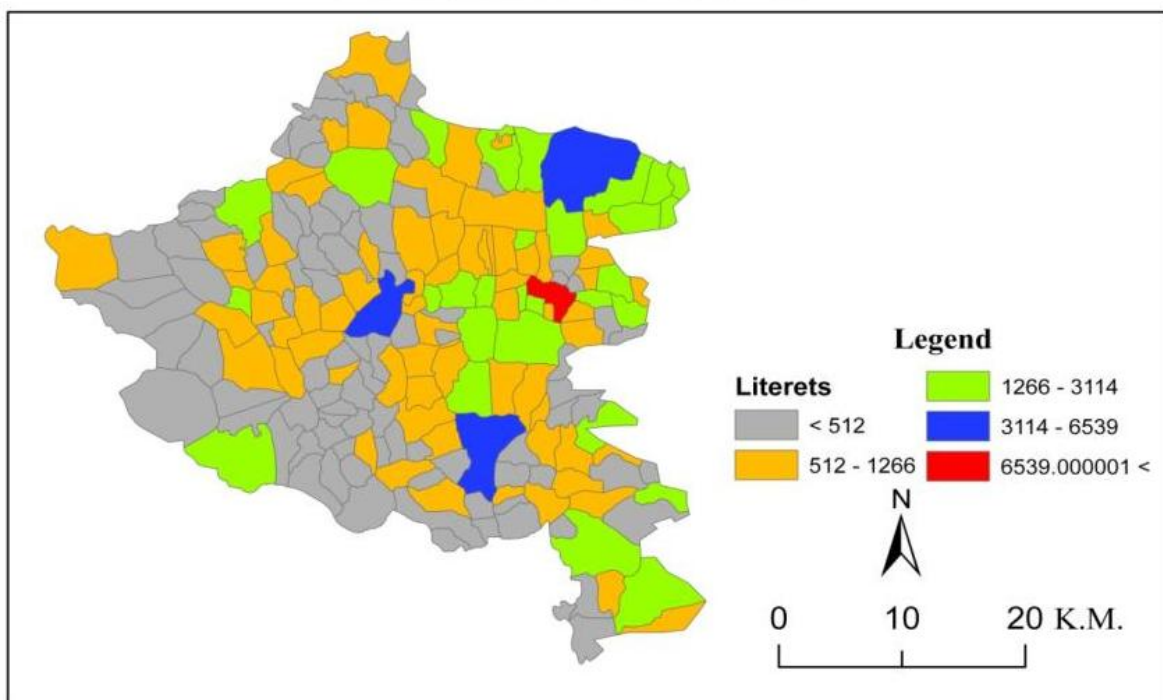 Legend
Literets
< 512
512 - 1266
1266 - 3114
3114 - 6539
6539.000001 <
N
0 10 20 K.M.